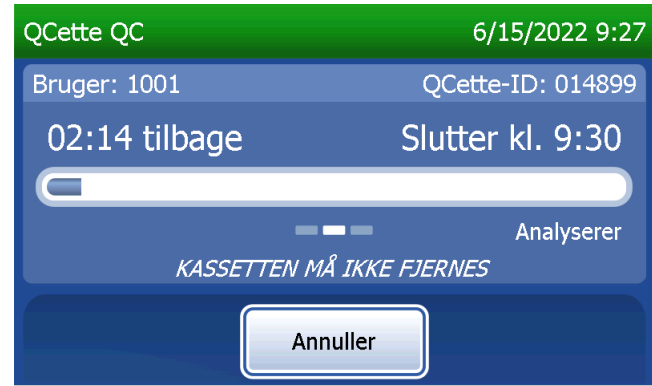 QCette QC 6/15/2022 9:27
Bruger: 1001 QCette-ID: 014899
02:14 tilbage Slutter kl. 9:30
Analyserer
KASSETTEN MÅ IKKE FJERNES
Annuller